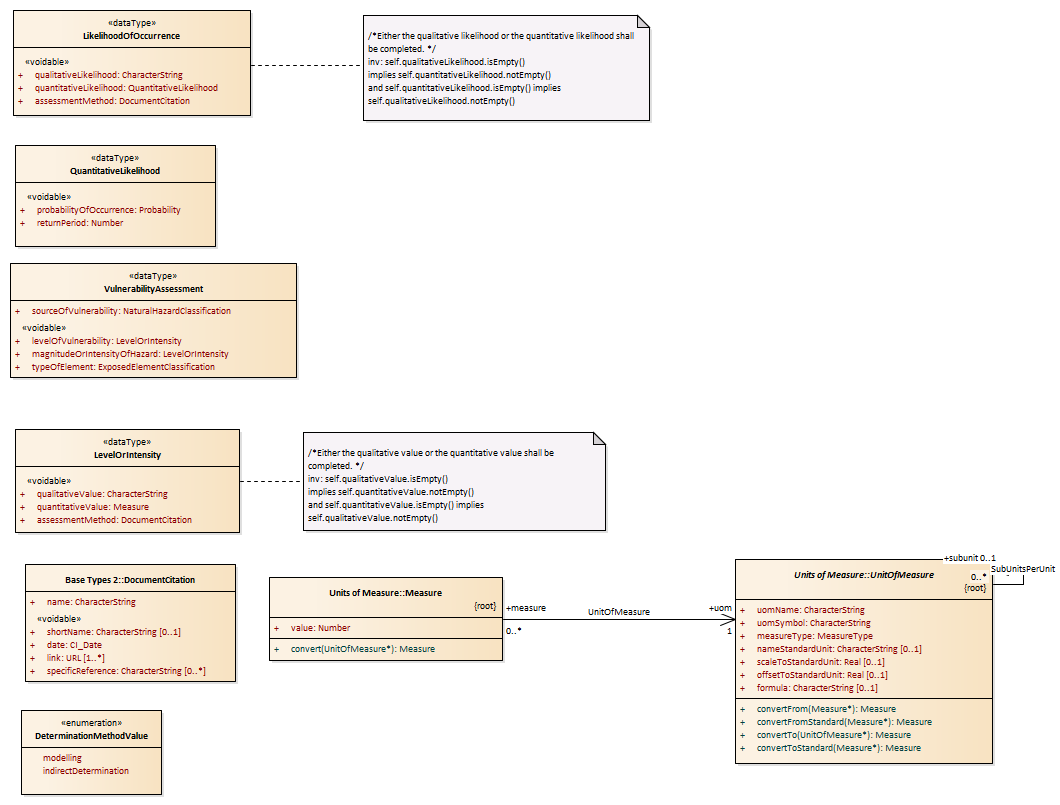 «dataType»
LikelihoodOfOccurrence
«voidable»
+ qualitativeLikelihood: CharacterString
+ quantitativeLikelihood: QuantitativeLikelihood
+ assessmentMethod: DocumentCitation
/*Either the qualitative likelihood or the quantitative likelihood shall
be completed. */
inv: self.qualitativeLikelihood.isEmpty()
implies self.quantitativeLikelihood.notEmpty()
and self.quantitativeLikelihood.isEmpty() implies
self.qualitativeLikelihood.notEmpty()
«dataType»
QuantitativeLikelihood
«voidable»
+ probabilityOfOccurrence: Probability
+ returnPeriod: Number
«dataType»
VulnerabilityAssessment
+ sourceOfVulnerability: NaturalHazardClassification
«voidable»
+ levelOfVulnerability: LevelOrIntensity
+ magnitudeOrIntensityOfHazard: LevelOrIntensity
+ typeOfElement: ExposedElementClassification
«dataType»
LevelOrIntensity
«voidable»
+ qualitativeValue: CharacterString
+ quantitativeValue: Measure
+ assessmentMethod: DocumentCitation
/*Either the qualitative value or the quantitative value shall be
completed. */
inv: self.qualitativeValue.isEmpty()
implies self.quantitativeValue.notEmpty()
and self.quantitativeValue.isEmpty() implies
self.qualitativeValue.notEmpty()
Base Types 2::DocumentCitation
+ name: CharacterString
«voidable»
+ shortName: CharacterString [0..1]
+ date: CI_Date
+ link: URL [1..*]
+ specificReference: CharacterString [0..*]
Units of Measure::Measure
{root}
+ value: Number
+ convert(UnitOfMeasure*): Measure
+measure
0..*
UnitOfMeasure
+uom
1
+subunit 0..1
SubUnitsPerUnit
0..*
Units of Measure::UnitOfMeasure
{root}
+ uomName: CharacterString
+ uomSymbol: CharacterString
+ measureType: MeasureType
+ nameStandardUnit: CharacterString [0..1]
+ scaleToStandardUnit: Real [0..1]
+ offsetToStandardUnit: Real [0..1]
+ formula: CharacterString [0..1]
+ convertFrom(Measure*): Measure
+ convertFromStandard(Measure*): Measure
+ convertTo(UnitOfMeasure*): Measure
+ convertToStandard(Measure*): Measure
«enumeration»
DeterminationMethodValue
modelling
indirectDetermination